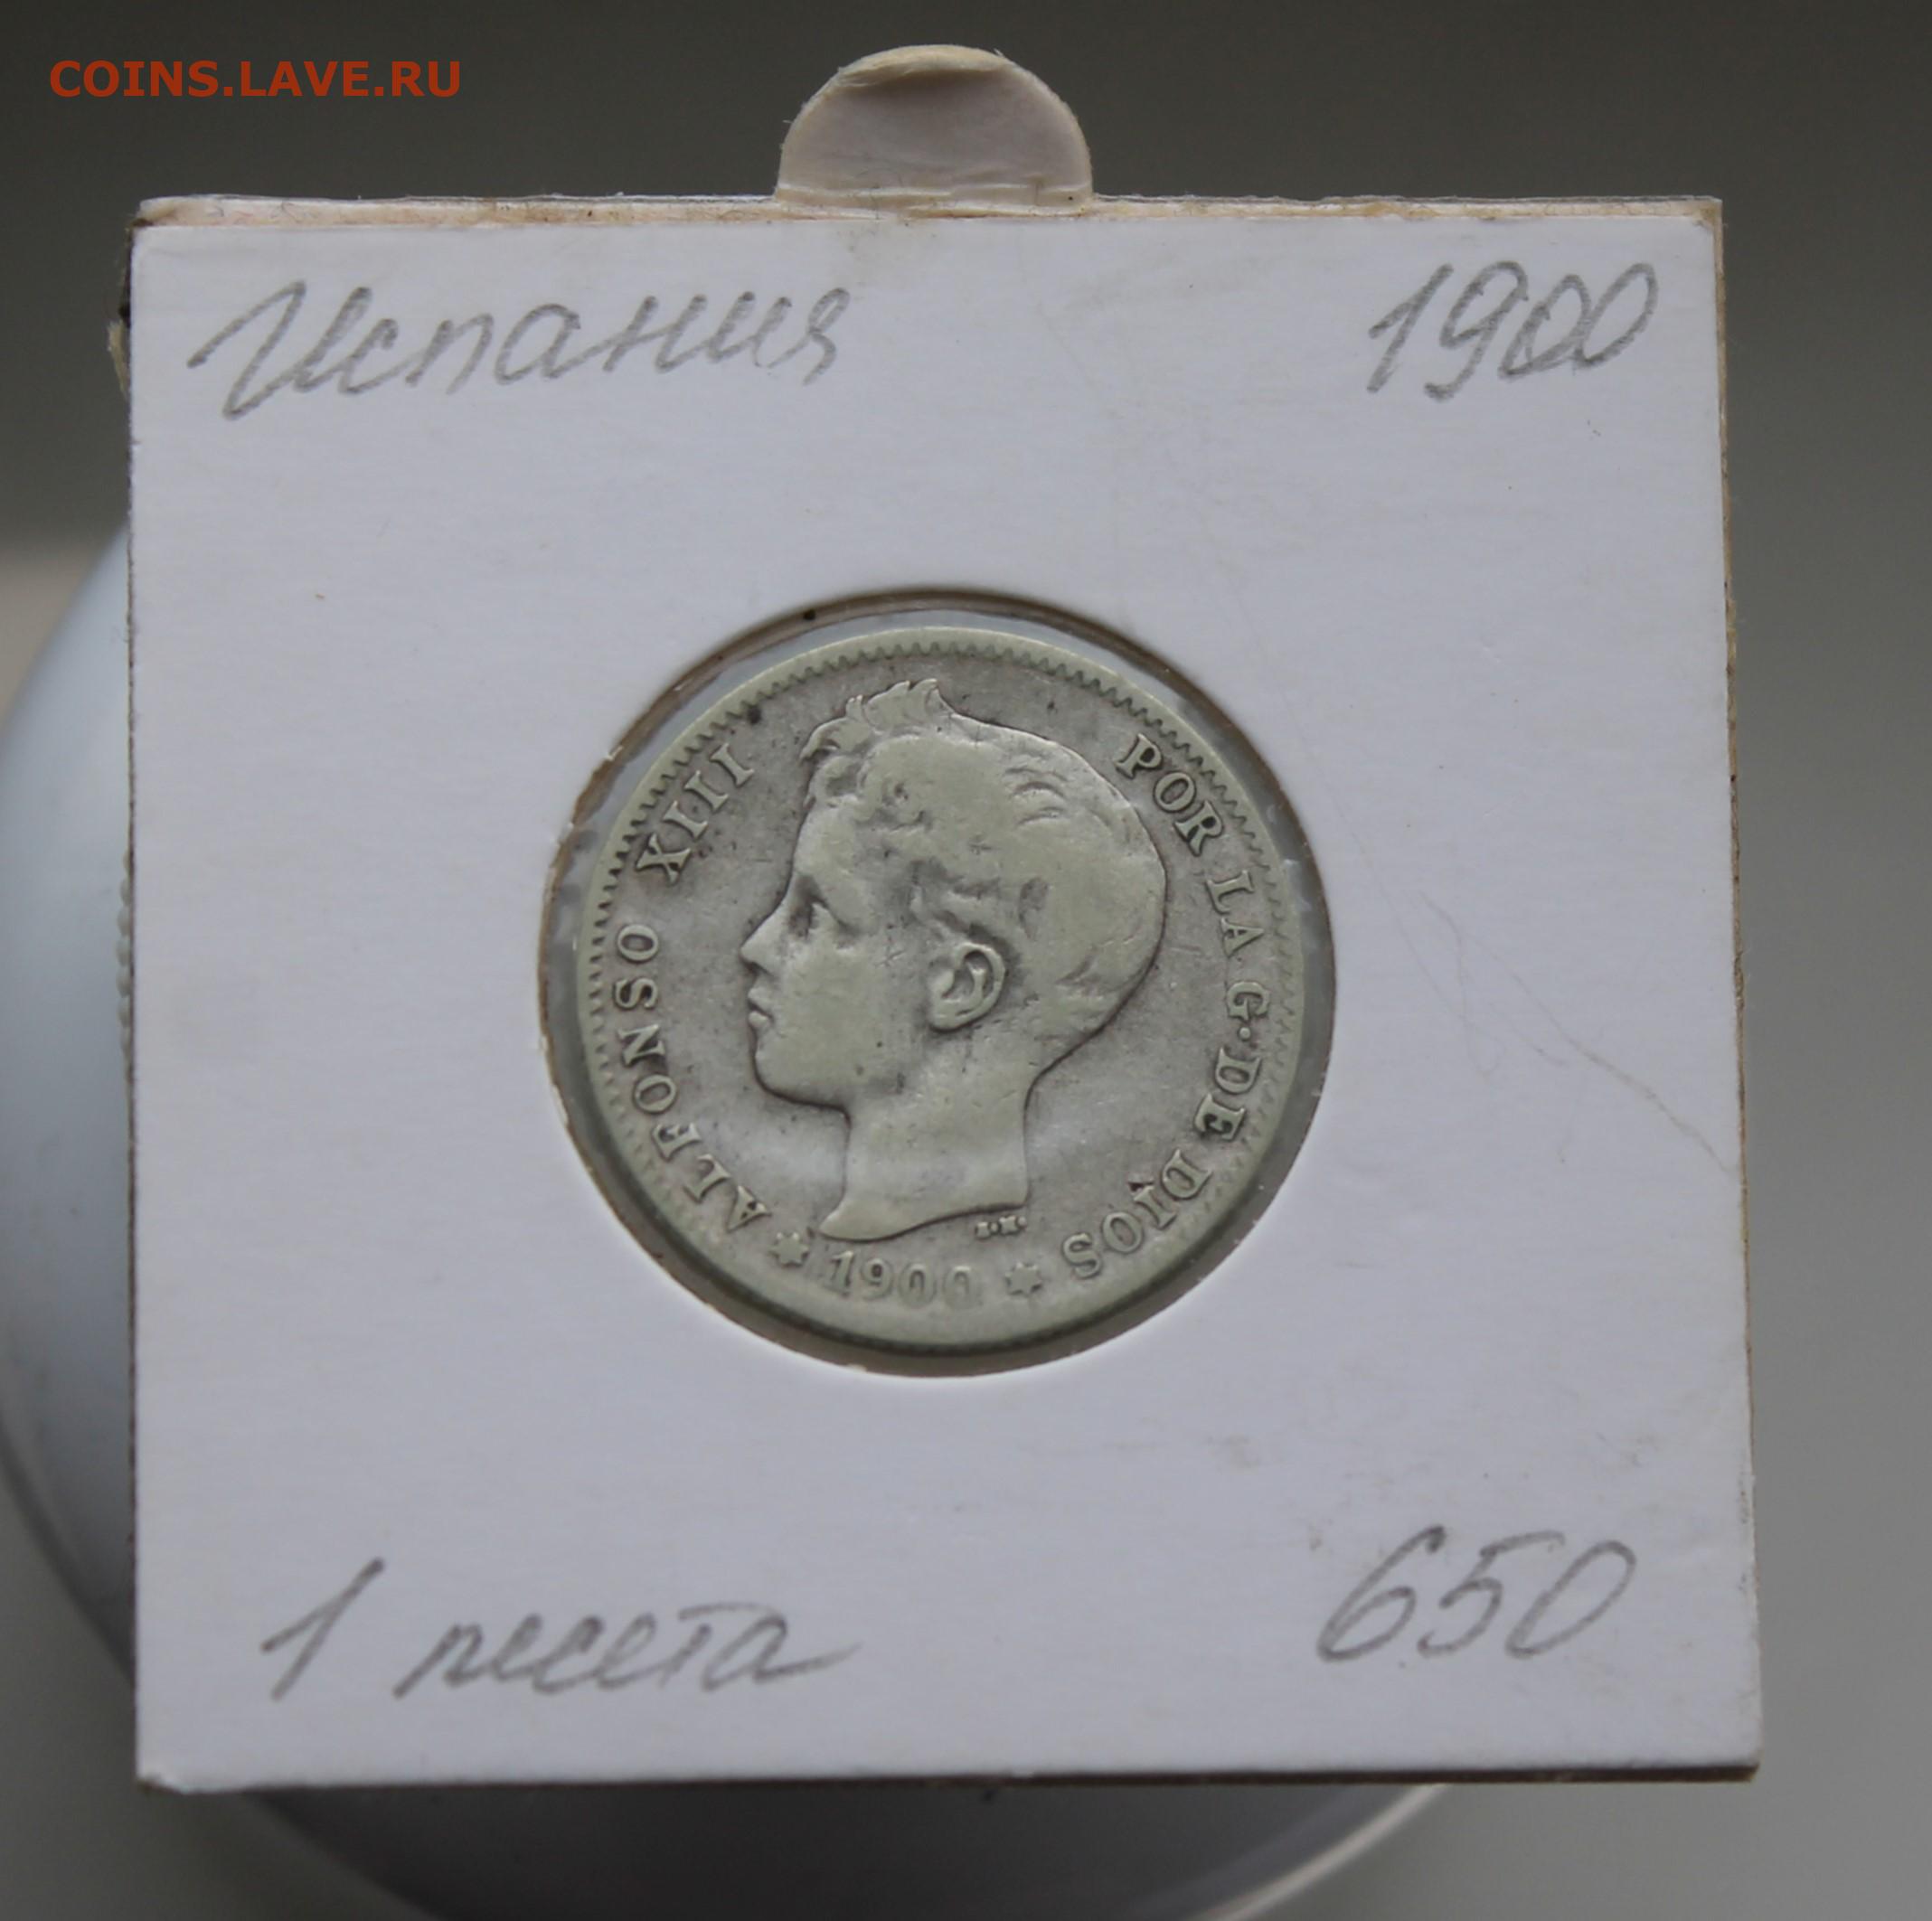 COINS.LAVE.RU
Испания 1900
ALFONSO XIII POR LA G. DE DIOS
B.M.
* 1900 *
1 песета 650